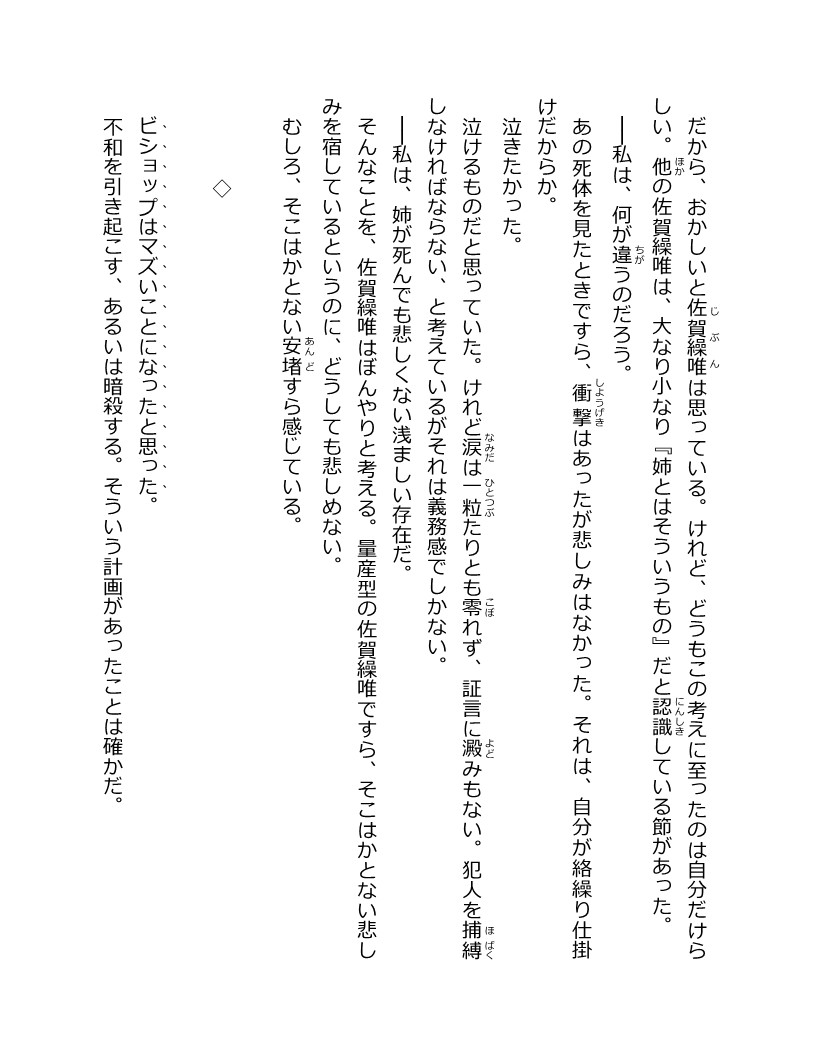 だから、おかしいと佐賀繰唯は思っている。けれど、どうもこの考えに至ったのは自分だけら
しい。他の佐賀繰唯は、大なり小なり『姉とはそういうもの』だと認識している節があった。
――私は、何が違うのだろう。
あの死体を見たときですら、衝撃はあったが悲しみはなかった。それは、自分が絡繰り仕掛
けだからか。
泣きたかった。
泣けるものだと思っていた。けれど涙は一粒たりとも零れず、証言に澱みもない。犯人を捕縛
しなければならない、と考えているがそれは義務感でしかない。
――私は、姉が死んでも悲しくない浅ましい存在だ。
そんなことを、佐賀繰唯はぼんやりと考える。量産型の佐賀繰唯ですら、そこはかとない悲し
みを宿しているというのに、どうしても悲しめない。
むしろ、そこはかとない安堵すら感じている。
◇
ビショップはマズいことになったと思った。
不和を引き起こす、あるいは暗殺する。そういう計画があったことは確かだ。